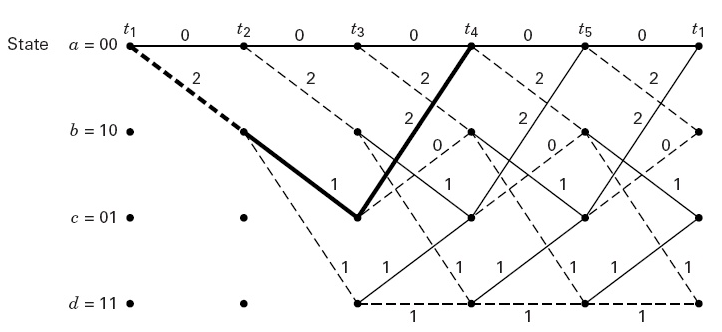 t1 t2 t3 t4 t5 t1
0 0 0 0 0
State a = 00
2 2 2 2 2
2 2 2
b = 10
0 0 0
1 1 1 1
c = 01
1 1 1 1 1 1 1
d = 11
1 1 1